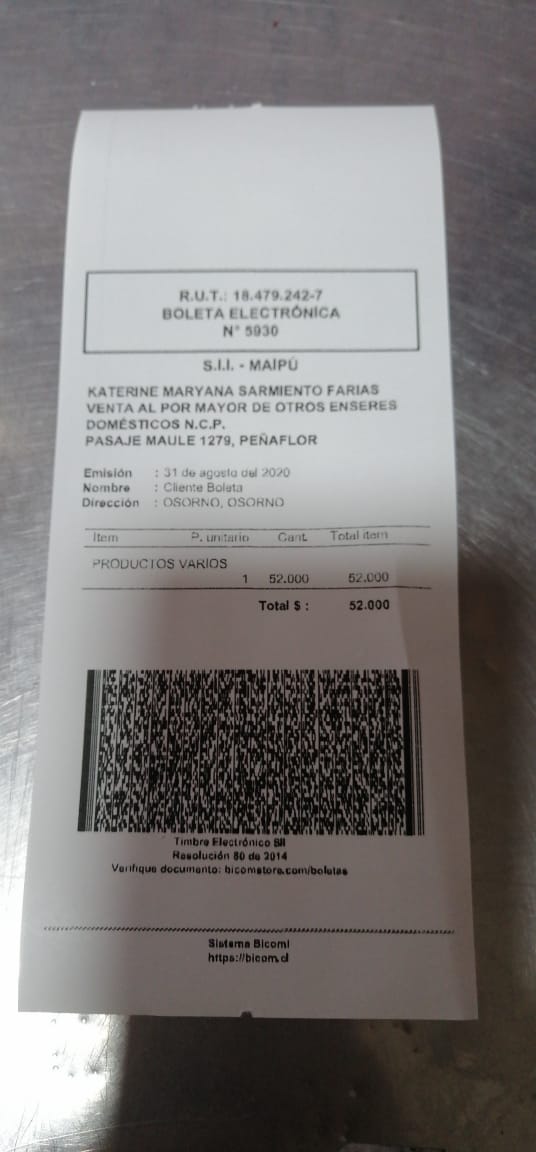 R.U.T.: 18.479.242-7
BOLETA ELECTRÓNICA
N° 5930
S.I.I. - MAIPÚ
KATERINE MARYANA SARMIENTO FARIAS
VENTA AL POR MAYOR DE OTROS ENSERES
DOMÉSTICOS N.C.P.
PASAJE MAULE 1279, PEÑAFLOR
Emisión : 31 de agosto del 2020
Nombre : Cliente Boleta
Dirección : OSORNO, OSORNO
Item P. unitario Cant. Total item
PRODUCTOS VARIOS
1 52.000 52.000
Total $ : 52.000
Timbre Electrónico SII
Resolución 80 de 2014
Verifique documento: bicomstore.com/boletas
Sistema Bicom!
https://bicom.cl